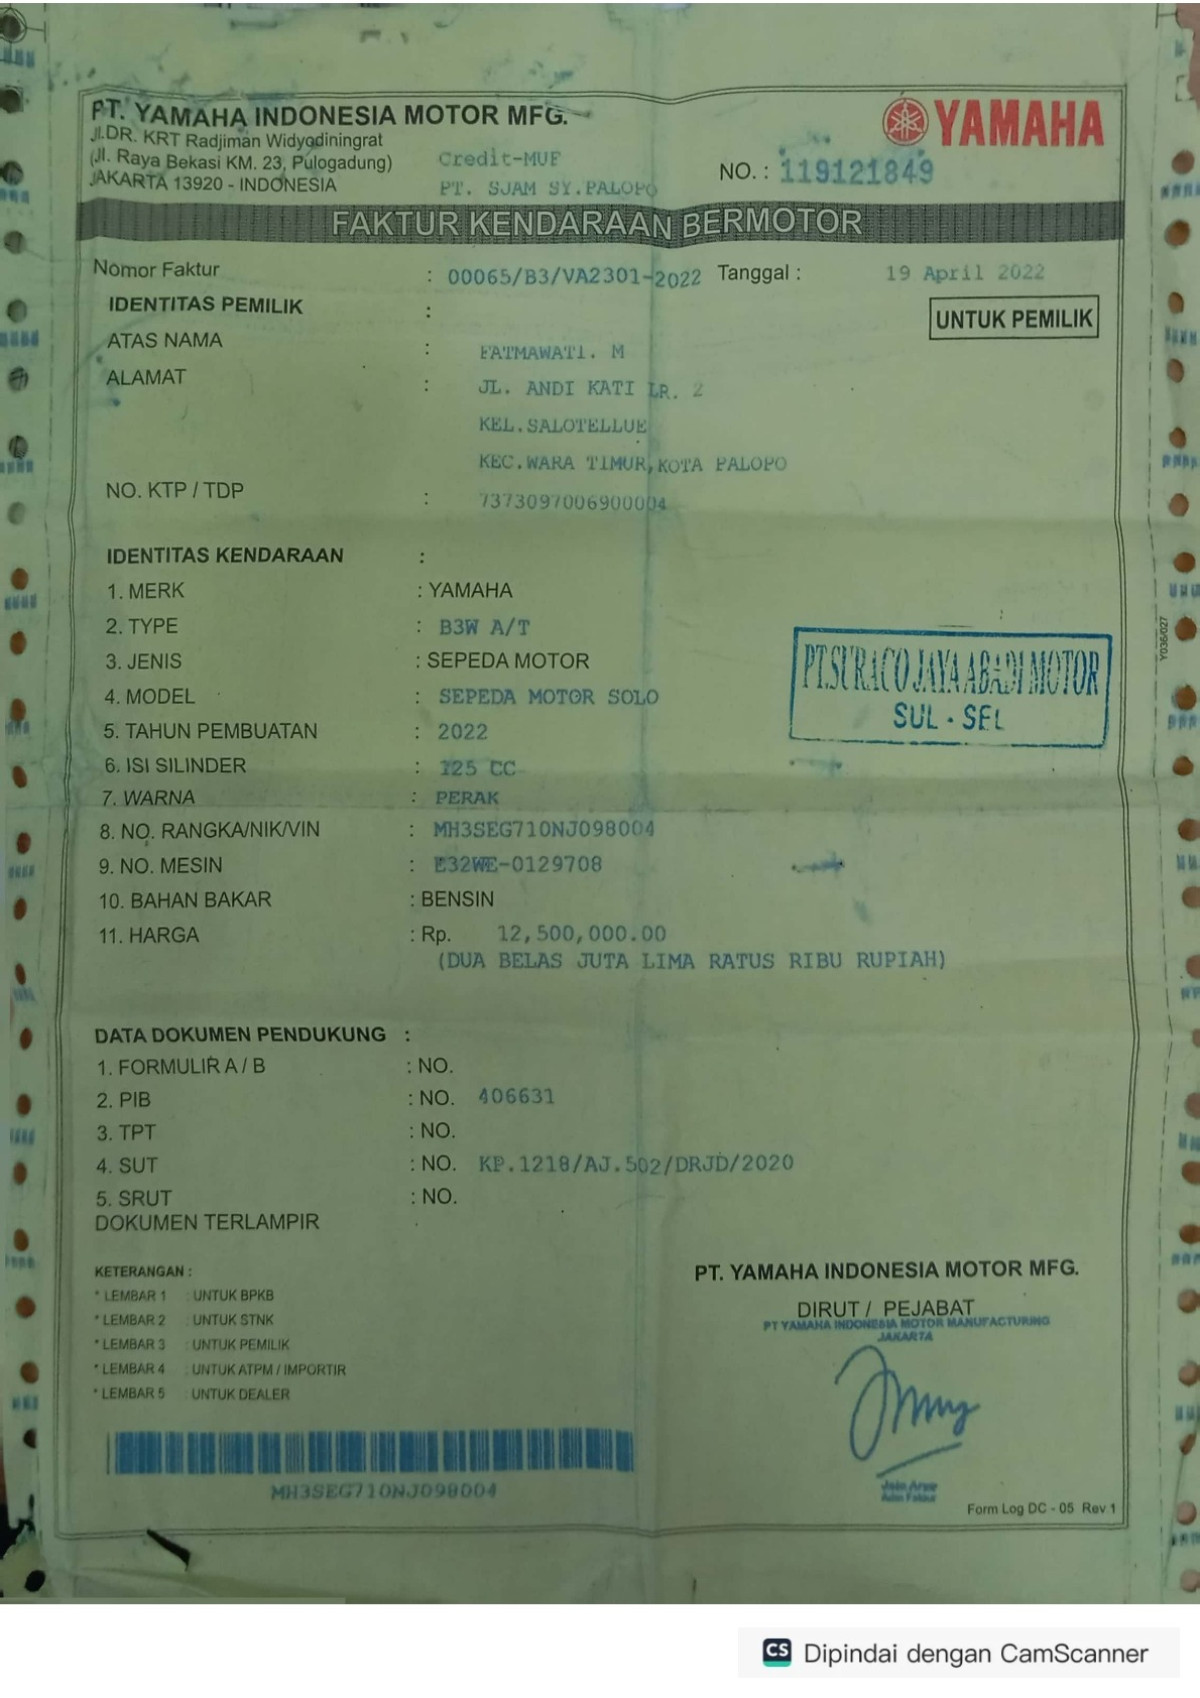 PT. YAMAHA INDONESIA MOTOR MFG.
Jl.DR. KRT Radjiman Widyodiningrat
(Jl. Raya Bekasi KM. 23, Pulogadung)
JAKARTA 13920 - INDONESIA
Credit-MUF
PT. SJAM SY.PALOPO
YAMAHA
NO. : 119121849
FAKTUR KENDARAAN BERMOTOR
Nomor Faktur : 00065/B3/VA2301-2022 Tanggal : 19 April 2022
IDENTITAS PEMILIK :
UNTUK PEMILIK
ATAS NAMA : FATMAWATI. M
ALAMAT : JL. ANDI KATI LR. 2
KEL.SALOTELLUE
KEC.WARA TIMUR,KOTA PALOPO
NO. KTP / TDP : 7373097006900004
IDENTITAS KENDARAAN :
1. MERK : YAMAHA
2. TYPE : B3W A/T
3. JENIS : SEPEDA MOTOR
4. MODEL : SEPEDA MOTOR SOLO
5. TAHUN PEMBUATAN : 2022
6. ISI SILINDER : 125 CC
7. WARNA : PERAK
8. NO. RANGKA/NIK/VIN : MH3SEG710NJ098004
9. NO. MESIN : E32WE-0129708
10. BAHAN BAKAR : BENSIN
11. HARGA : Rp. 12,500,000.00
(DUA BELAS JUTA LIMA RATUS RIBU RUPIAH)
PT.SURACO JAYA ABADI MOTOR
SUL - SEL
Y036/027
DATA DOKUMEN PENDUKUNG :
1. FORMULIR A / B : NO.
2. PIB : NO. 406631
3. TPT : NO.
4. SUT : NO. KP.1218/AJ.502/DRJD/2020
5. SRUT : NO.
DOKUMEN TERLAMPIR
KETERANGAN :
* LEMBAR 1 : UNTUK BPKB
* LEMBAR 2 : UNTUK STNK
* LEMBAR 3 : UNTUK PEMILIK
* LEMBAR 4 : UNTUK ATPM / IMPORTIR
* LEMBAR 5 : UNTUK DEALER
MH3SEG710NJ098004
PT. YAMAHA INDONESIA MOTOR MFG.
DIRUT / PEJABAT
PT YAMAHA INDONESIA MOTOR MANUFACTURING
JAKARTA
Form Log DC - 05 Rev 1
CS Dipindai dengan CamScanner